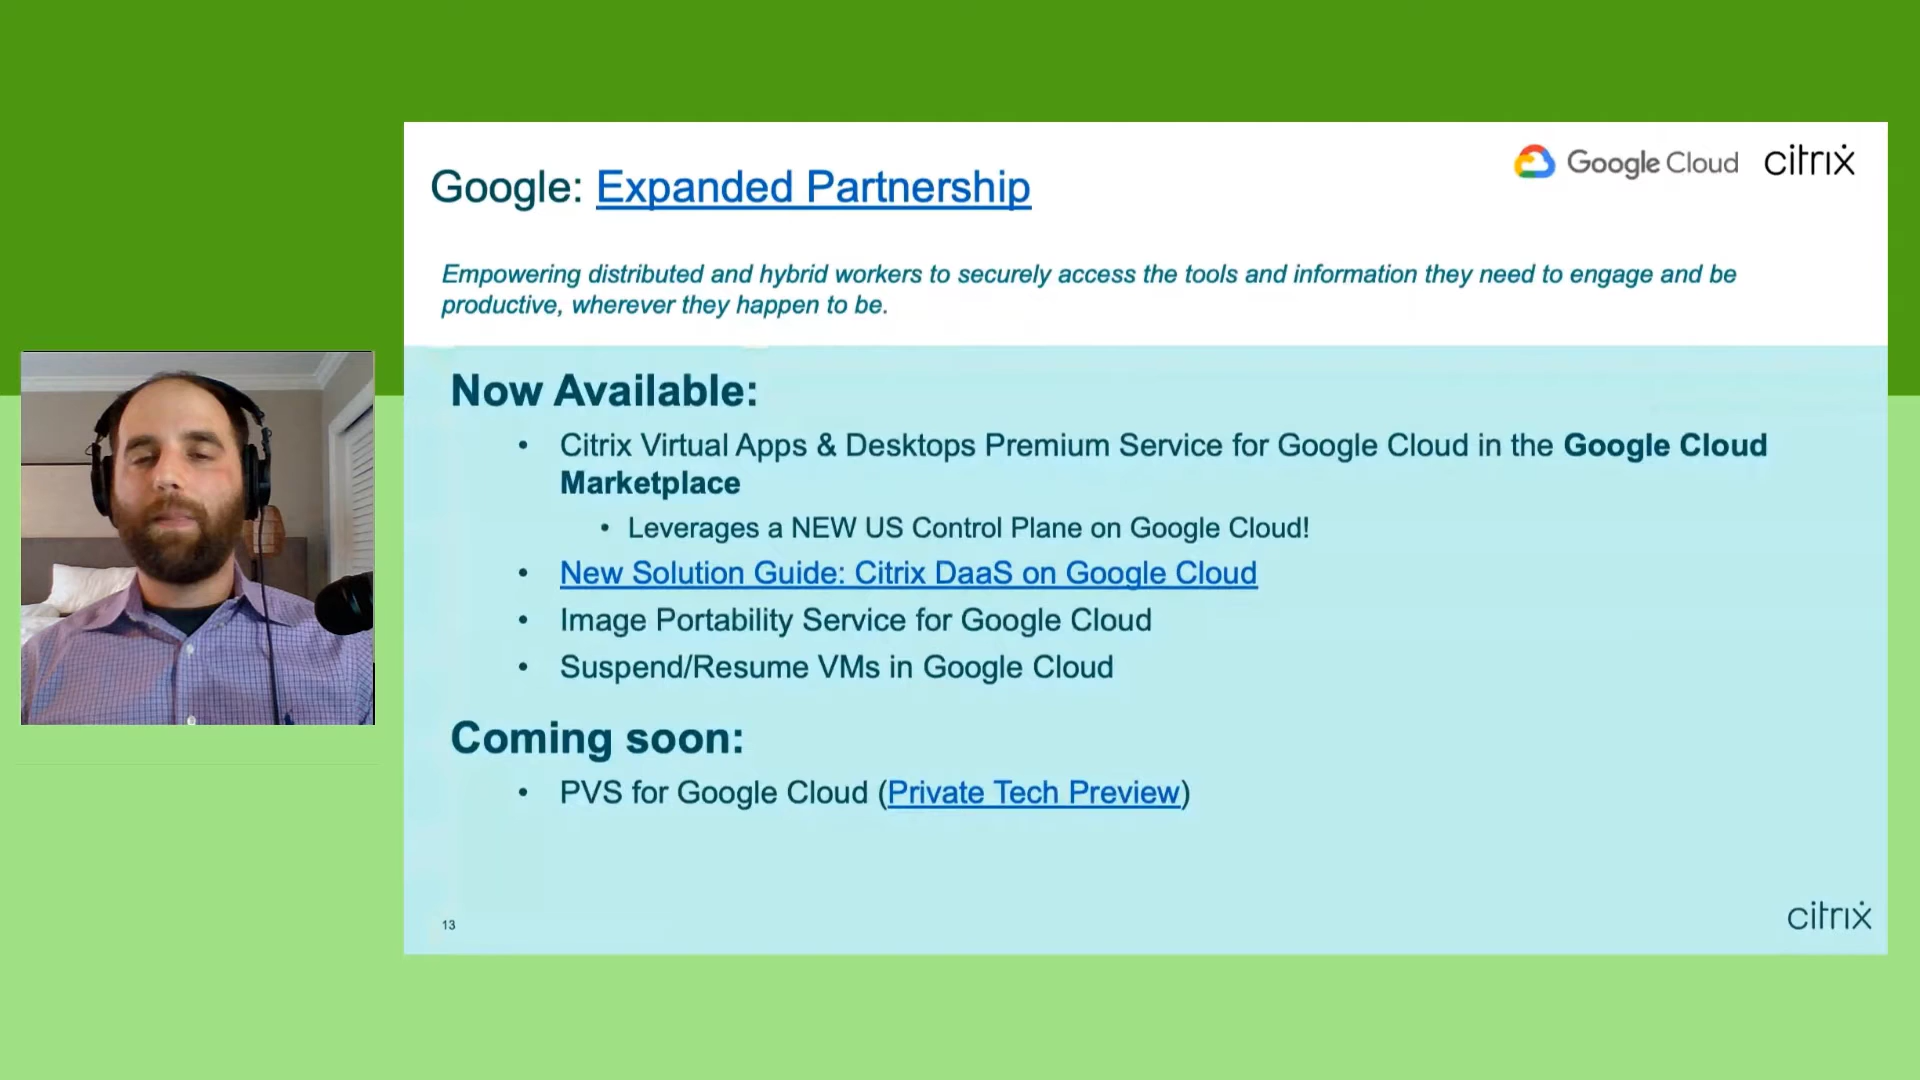 Google Cloud citrix
Google: Expanded Partnership
Empowering distributed and hybrid workers to securely access the tools and information they need to engage and be
productive, wherever they happen to be.
Now Available:
• Citrix Virtual Apps & Desktops Premium Service for Google Cloud in the Google Cloud
Marketplace
• Leverages a NEW US Control Plane on Google Cloud!
• New Solution Guide: Citrix DaaS on Google Cloud
• Image Portability Service for Google Cloud
• Suspend/Resume VMs in Google Cloud
Coming soon:
• PVS for Google Cloud (Private Tech Preview)
13
citrix